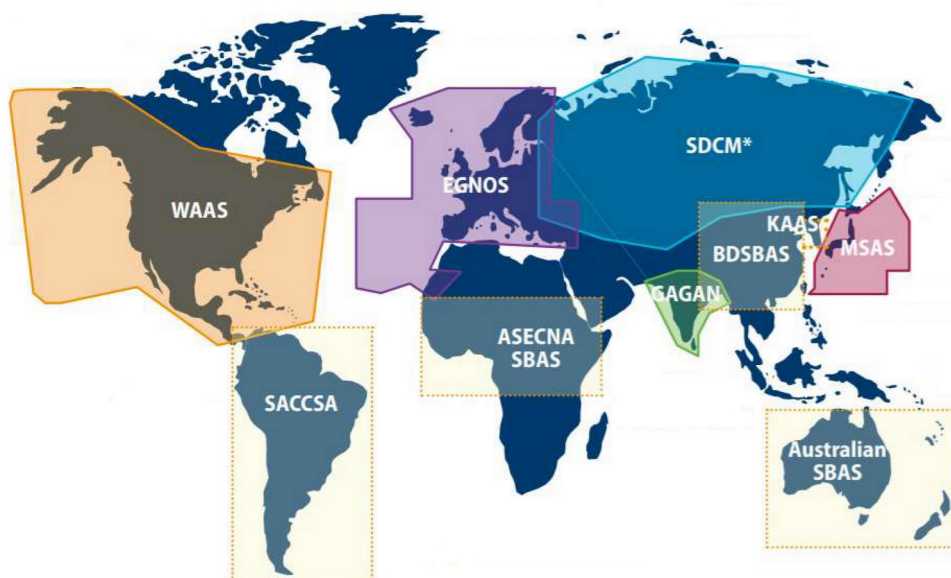 SDCM*
EGNOS
WAAS
KAAS
BDSBAS
MSAS
GAGAN
ASECNA
SBAS
SACCSA
Australian
SBAS